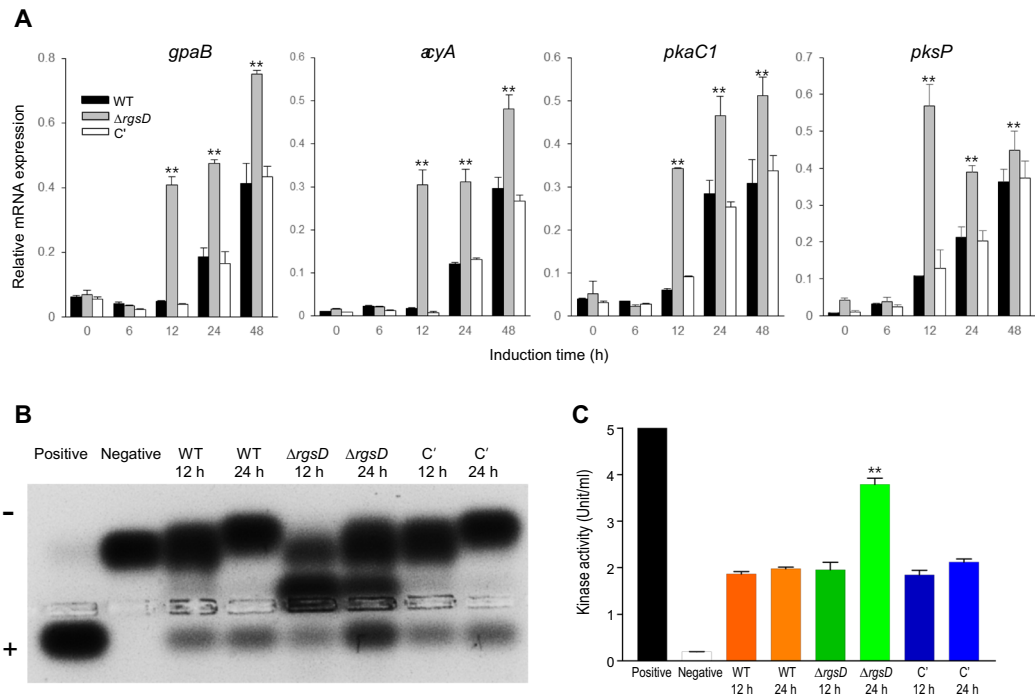 A
gpaB
acyA
pkaC1
pksP
Relative mRNA expression
0.8
0.6
0.4
0.2
0
WT
ΔrgsD
C'
**
**
**
0 6 12 24 48
0.6
0.5
0.4
0.3
0.2
0.1
0
**
**
**
0 6 12 24 48
0.6
0.5
0.4
0.3
0.2
0.1
0
**
**
**
0 6 12 24 48
0.7
0.6
0.5
0.4
0.3
0.2
0.1
0
**
**
**
0 6 12 24 48
Induction time (h)
B
Positive Negative WT WT ΔrgsD ΔrgsD C' C'
12 h 24 h 12 h 24 h 12 h 24 h
-
+
C
Kinase activity (Unit/ml)
5
4
3
2
1
0
**
Positive Negative WT WT ΔrgsD ΔrgsD C' C'
12 h 24 h 12 h 24 h 12 h 24 h